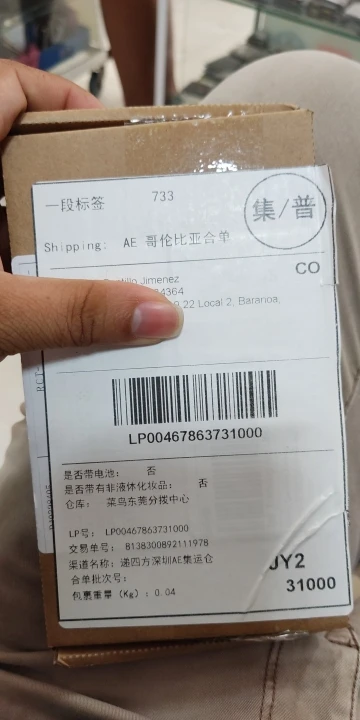 一段标签 733
集/普
Shipping: AE 哥伦比亚合单
CO
Jimenez
4364
22 Local 2, Baranoa,
LP00467863731000
是否带电池: 否
是否带有非液体化妆品: 否
仓库: 菜鸟东莞分拨中心
LP号: LP00467863731000
交易单号: 8138300892111978
渠道名称: 递四方深圳AE集运仓
合单批次号:
包裹重量 (Kg) : 0.04
JY2
31000